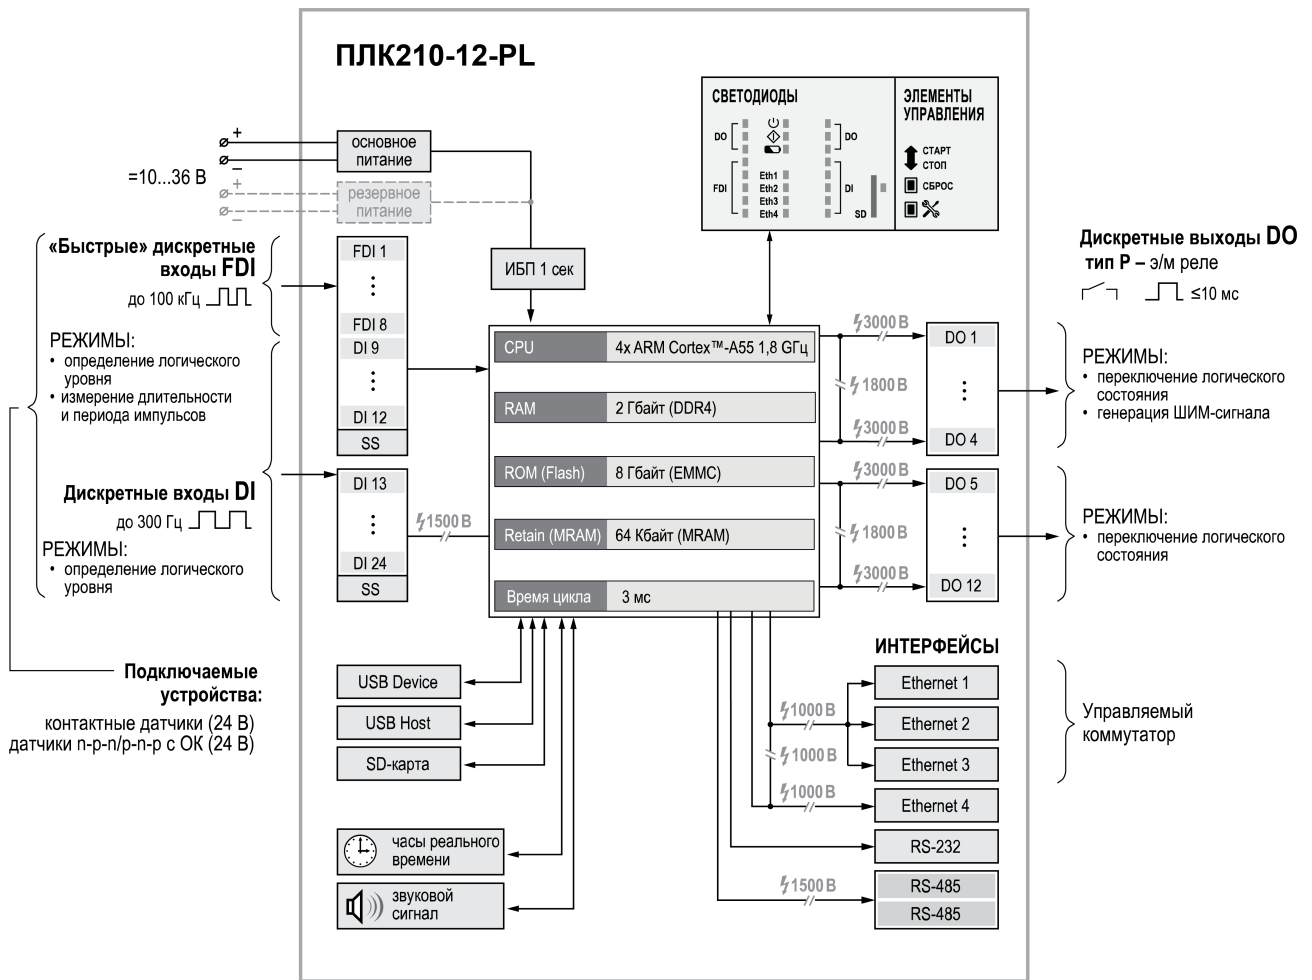 ПЛК210-12-PL
СВЕТОДИОДЫ
DO
DO
FDI
Eth1
Eth2
Eth3
Eth4
DI
SD
ЭЛЕМЕНТЫ
УПРАВЛЕНИЯ
СТАРТ
СТОП
СБРОС
+
–
=10...36 В
+
–
основное
питание
резервное
питание
ИБП 1 сек
«Быстрые» дискретные
входы FDI
до 100 кГц
РЕЖИМЫ:
• определение логического
уровня
• измерение длительности
и периода импульсов
Дискретные входы DI
до 300 Гц
РЕЖИМЫ:
• определение логического
уровня
Подключаемые
устройства:
контактные датчики (24 В)
датчики n-p-n/p-n-p с ОК (24 В)
FDI 1
FDI 8
DI 9
DI 12
SS
DI 13
DI 24
SS
1500 В
CPU 4x ARM Cortex™-A55 1,8 ГГц
RAM 2 Гбайт (DDR4)
ROM (Flash) 8 Гбайт (EMMC)
Retain (MRAM) 64 Кбайт (MRAM)
Время цикла 3 мс
3000 В
1800 В
3000 В
3000 В
1800 В
3000 В
DO 1
DO 4
DO 5
DO 12
Дискретные выходы DO
тип Р – э/м реле
≤10 мс
РЕЖИМЫ:
• переключение логического
состояния
• генерация ШИМ-сигнала
РЕЖИМЫ:
• переключение логического
состояния
USB Device
USB Host
SD-карта
часы реального
времени
звуковой
сигнал
ИНТЕРФЕЙСЫ
1000 В
1000 В
1000 В
1500 В
Ethernet 1
Ethernet 2
Ethernet 3
Ethernet 4
RS-232
RS-485
RS-485
Управляемый
коммутатор